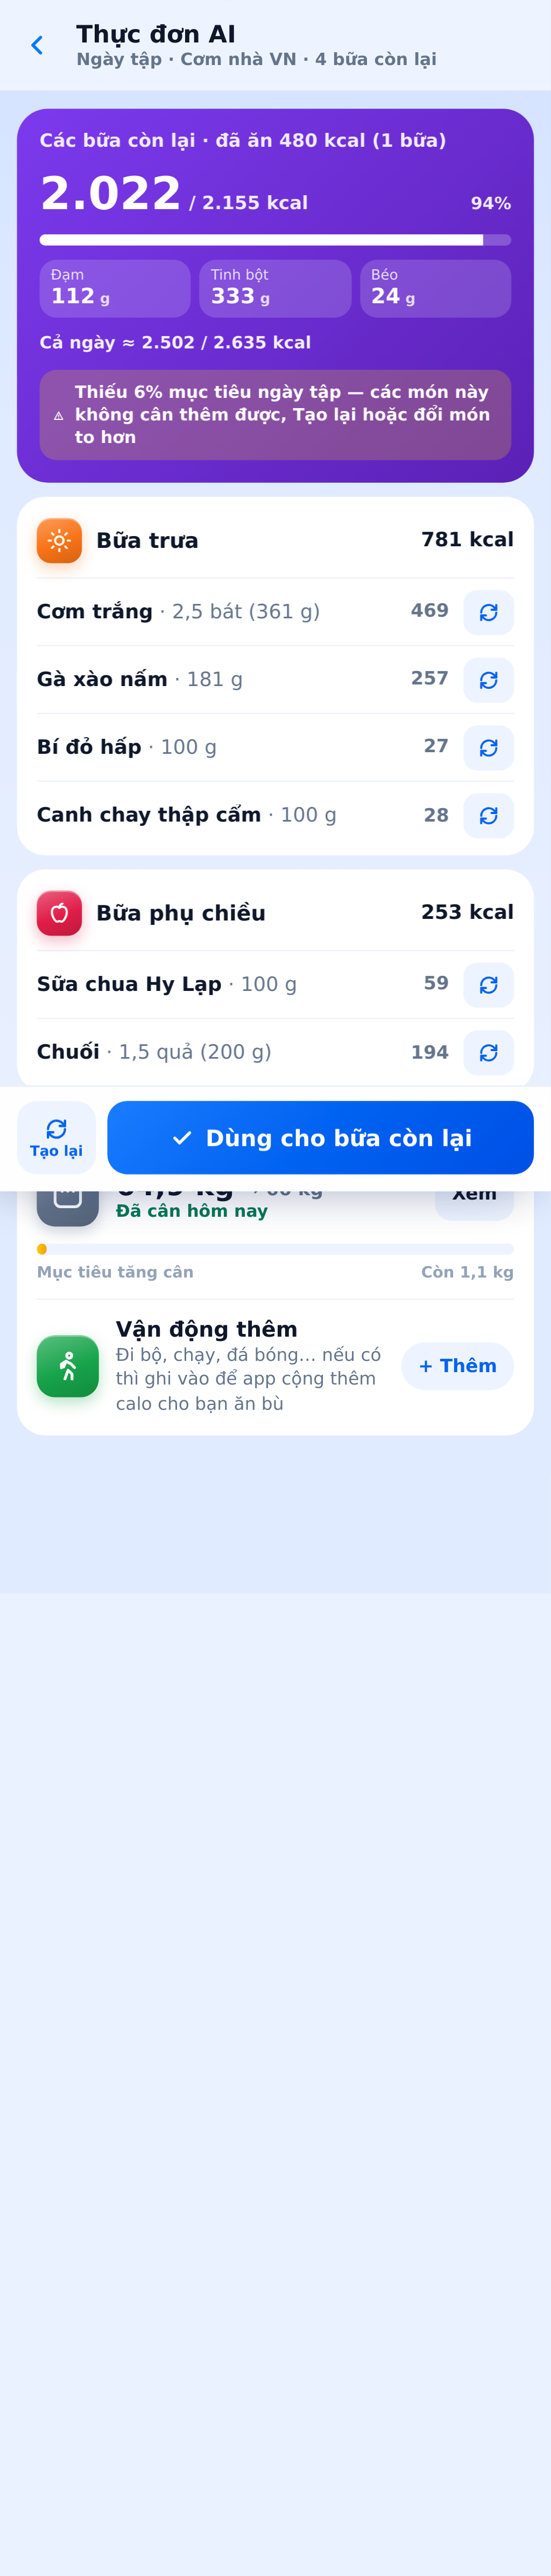 Thực đơn AI
Ngày tập · Cơm nhà VN · 4 bữa còn lại
Các bữa còn lại · đã ăn 480 kcal (1 bữa)
2.022 / 2.155 kcal 94%
Đạm Tinh bột Béo
112 g 333 g 24 g
Cả ngày ≈ 2.502 / 2.635 kcal
Thiếu 6% mục tiêu ngày tập — các món này
không cân thêm được, Tạo lại hoặc đổi món
to hơn
Bữa trưa 781 kcal
Cơm trắng · 2,5 bát (361 g) 469
Gà xào nấm · 181 g 257
Bí đỏ hấp · 100 g 27
Canh chay thập cẩm · 100 g 28
Bữa phụ chiều 253 kcal
Sữa chua Hy Lạp · 100 g 59
Chuối · 1,5 quả (200 g) 194
Tạo lại
Dùng cho bữa còn lại
Xem
Đã cân hôm nay
Mục tiêu tăng cân Còn 1,1 kg
Vận động thêm
Đi bộ, chạy, đá bóng... nếu có
thì ghi vào để app cộng thêm
calo cho bạn ăn bù
+ Thêm